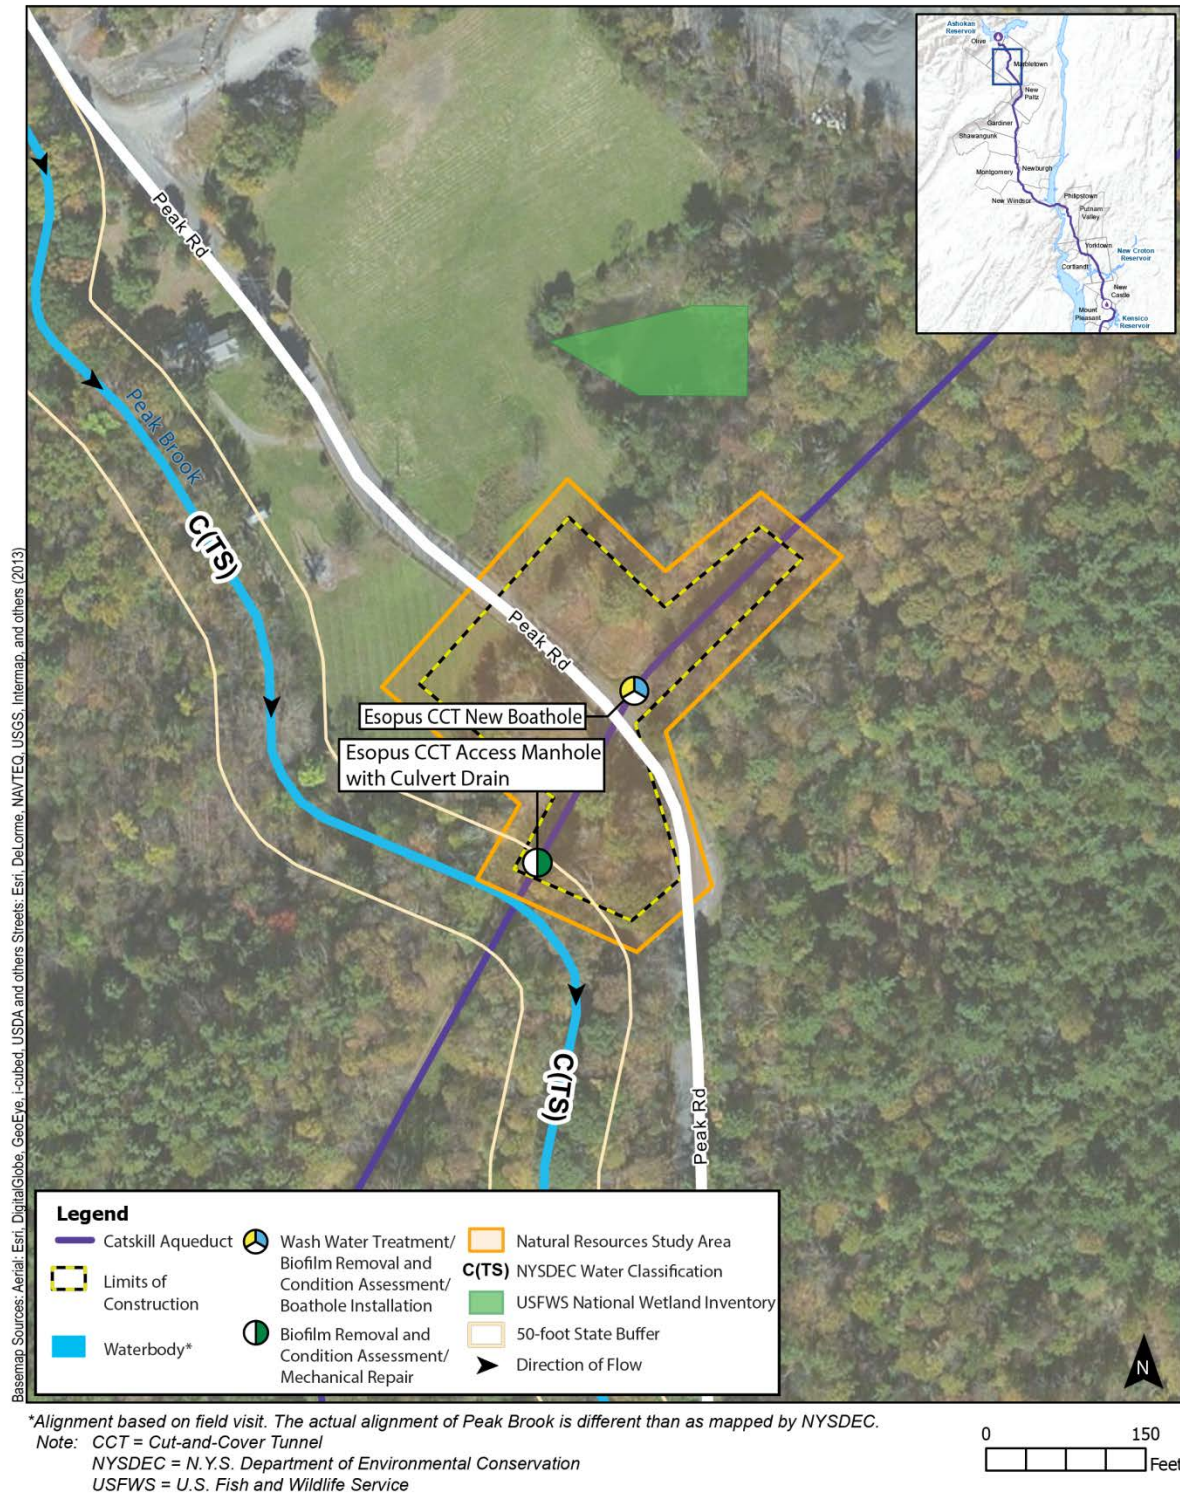 Ashokan
Reservoir
Olive
Marbletown
New
Paltz
Gardiner
Shawangunk
Montgomery
Newburgh
New Windsor
Philipstown
Putnam
Valley
Yorktown
New Croton
Reservoir
Cortlandt
New
Castle
Mount
Pleasant
Kensico
Reservoir
Peak Rd
Peak Brook
C(TS)
Peak Rd
Esopus CCT New Boathole
Esopus CCT Access Manhole
with Culvert Drain
C(TS)
Peak Rd
Basemap Sources: Aerial: Esri, DigitalGlobe, GeoEye, i-cubed, USDA and others Streets: Esri, DeLorme, NAVTEQ, USGS, Intermap, and others (2013)
Legend
Catskill Aqueduct
Limits of
Construction
Waterbody*
Wash Water Treatment/
Biofilm Removal and
Condition Assessment/
Boathole Installation
Biofilm Removal and
Condition Assessment/
Mechanical Repair
Natural Resources Study Area
C(TS) NYSDEC Water Classification
USFWS National Wetland Inventory
50-foot State Buffer
Direction of Flow
N
*Alignment based on field visit. The actual alignment of Peak Brook is different than as mapped by NYSDEC.
Note: CCT = Cut-and-Cover Tunnel
NYSDEC = N.Y.S. Department of Environmental Conservation
USFWS = U.S. Fish and Wildlife Service
0 150
Feet